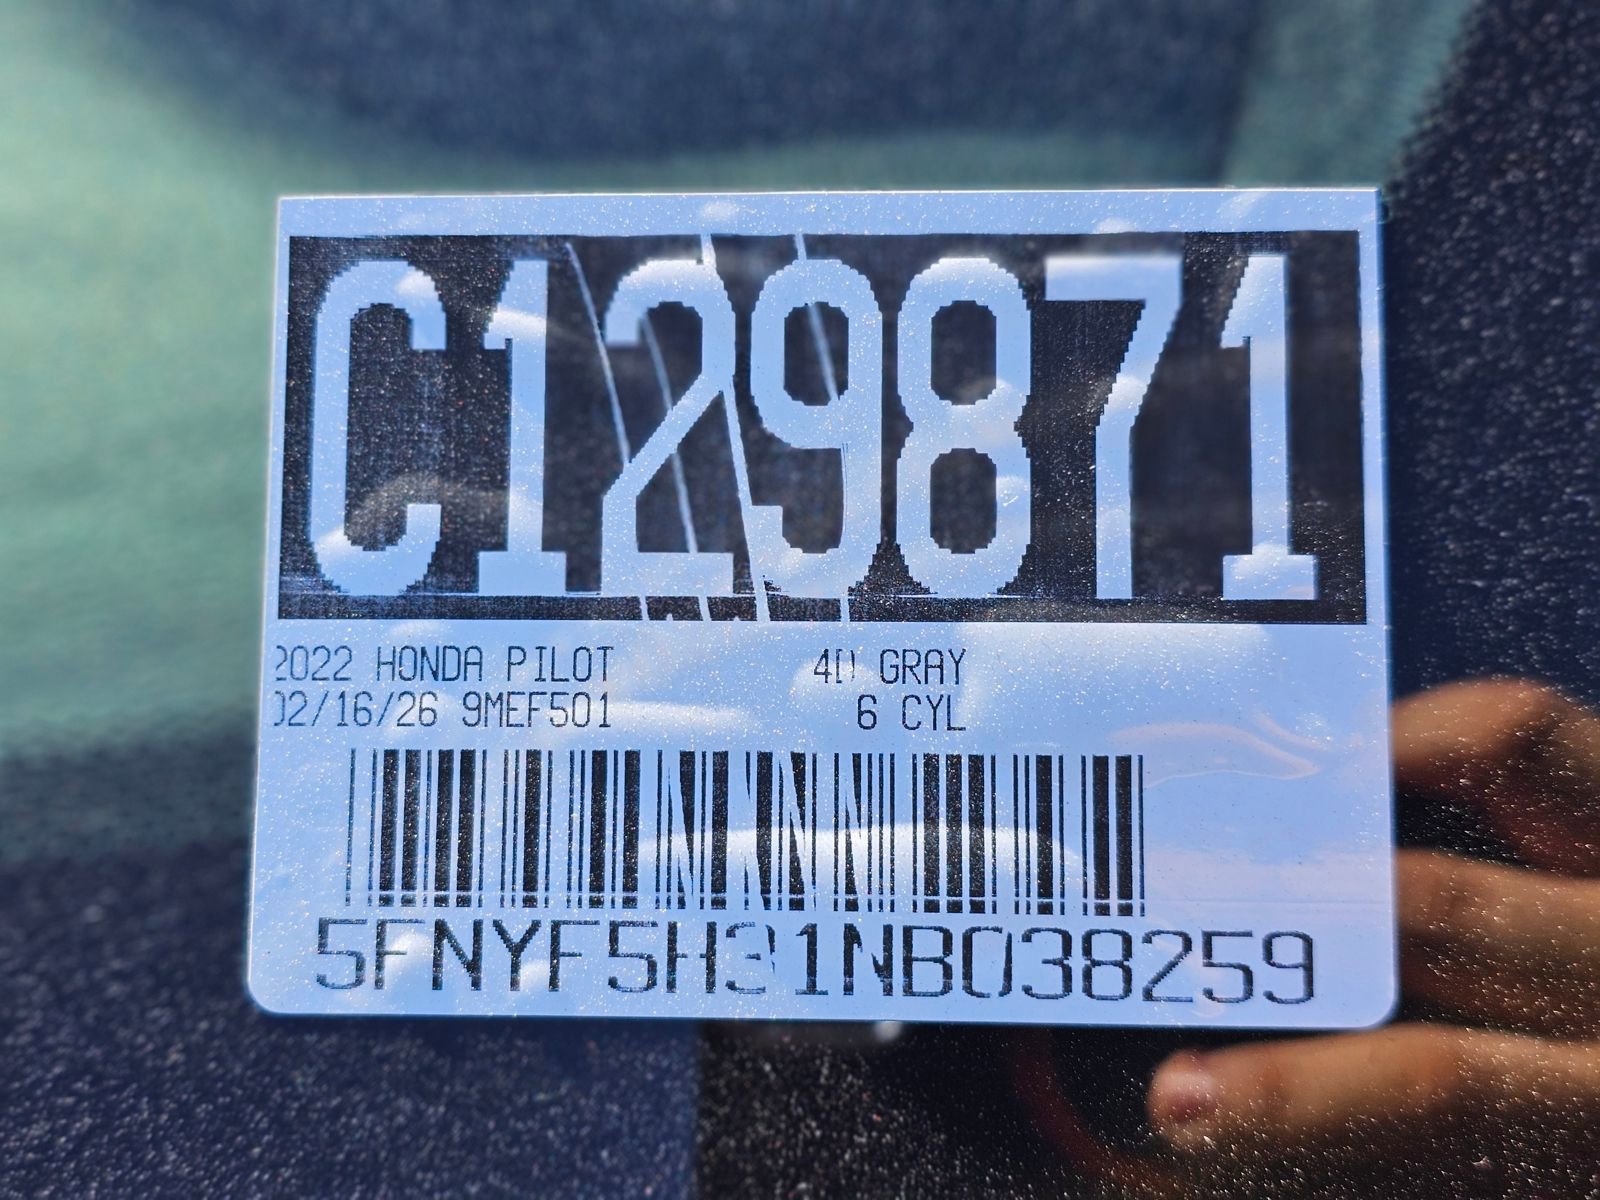 C129871
2022 HONDA PILOT 4D GRAY
02/16/26 9MEF501 6 CYL
5FNYF5H31NB038259